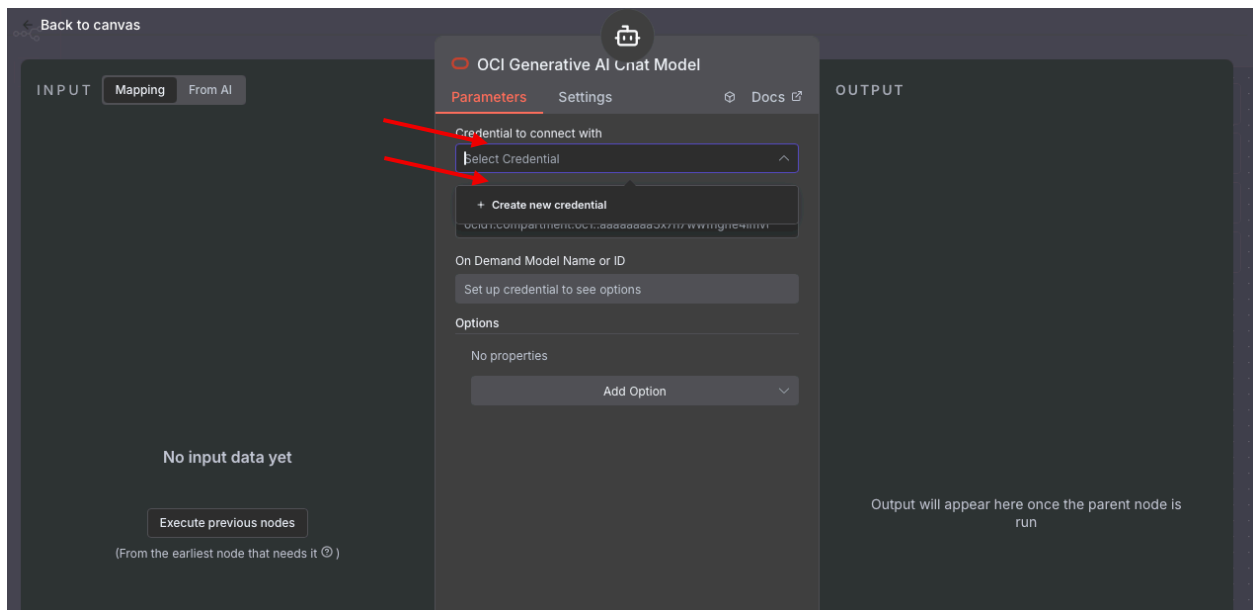 Back to canvas
INPUT
Mapping
From AI
OCI Generative AI Chat Model
Parameters
Settings
Docs
OUTPUT
Credential to connect with
Select Credential
+ Create new credential
On Demand Model Name or ID
Set up credential to see options
Options
No properties
Add Option
No input data yet
Execute previous nodes
(From the earliest node that needs it ? )
Output will appear here once the parent node is
run